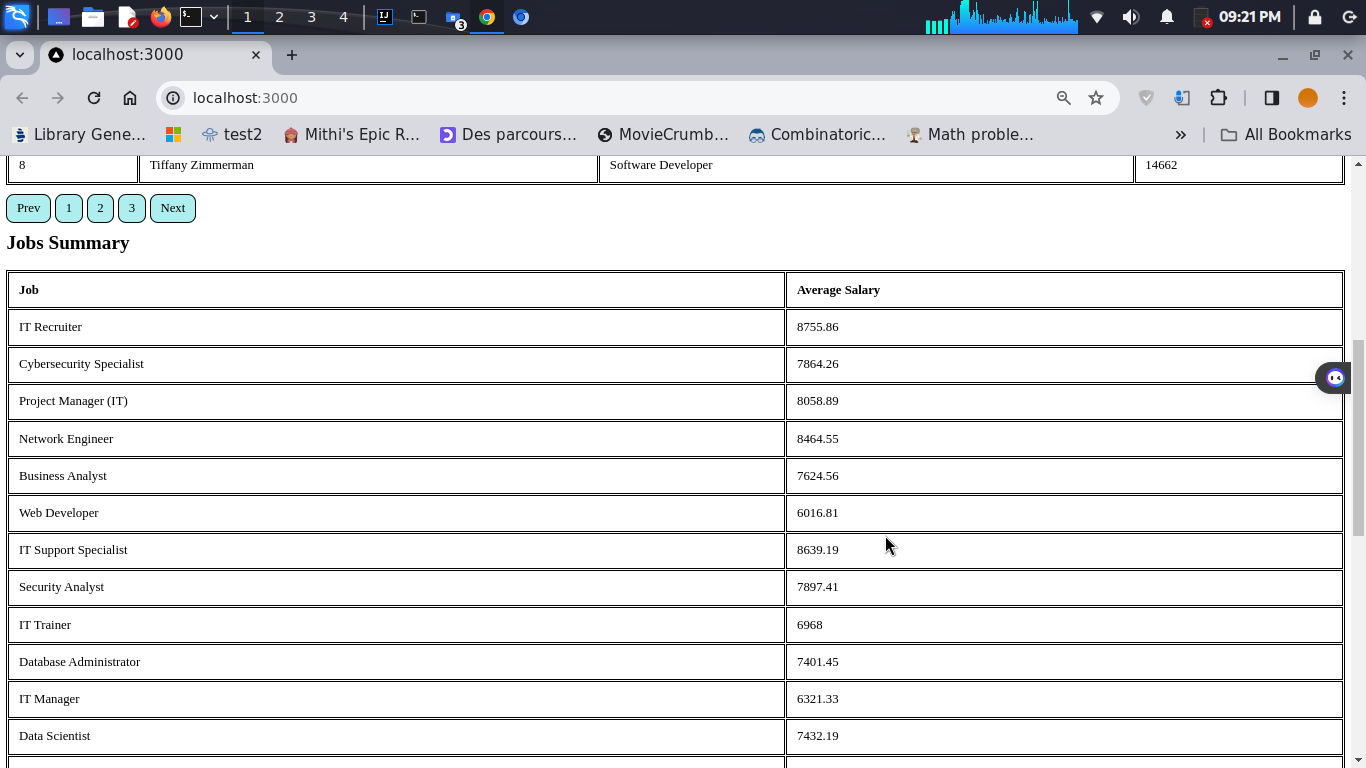 1 2 3 4 3 09:21 PM
localhost:3000
localhost:3000
Library Gene... test2 Mithi's Epic R... Des parcours... MovieCrumb... Combinatoric... Math proble... » All Bookmarks
8 Tiffany Zimmerman Software Developer 14662
Prev 1 2 3 Next
Jobs Summary
Job Average Salary
IT Recruiter 8755.86
Cybersecurity Specialist 7864.26
Project Manager (IT) 8058.89
Network Engineer 8464.55
Business Analyst 7624.56
Web Developer 6016.81
IT Support Specialist 8639.19
Security Analyst 7897.41
IT Trainer 6968
Database Administrator 7401.45
IT Manager 6321.33
Data Scientist 7432.19